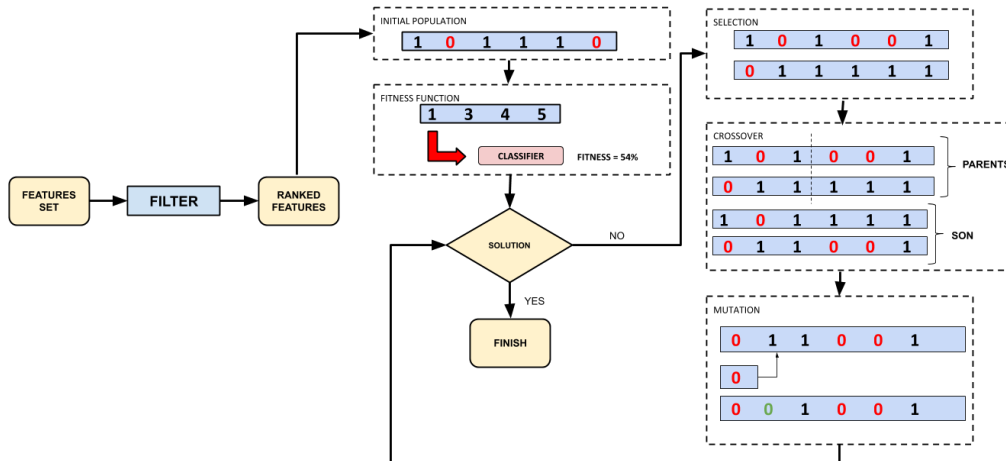 INITIAL POPULATION
1 0 1 1 1 0
FITNESS FUNCTION
1 3 4 5
CLASSIFIER
FITNESS = 54%
FEATURES
SET
FILTER
RANKED
FEATURES
SOLUTION
NO
YES
FINISH
SELECTION
1 0 1 0 0 1
0 1 1 1 1 1
CROSSOVER
1 0 1 0 0 1
0 1 1 1 1 1
PARENTS
1 0 1 1 1 1
0 1 1 0 0 1
SON
MUTATION
0 1 1 0 0 1
0
0 0 1 0 0 1